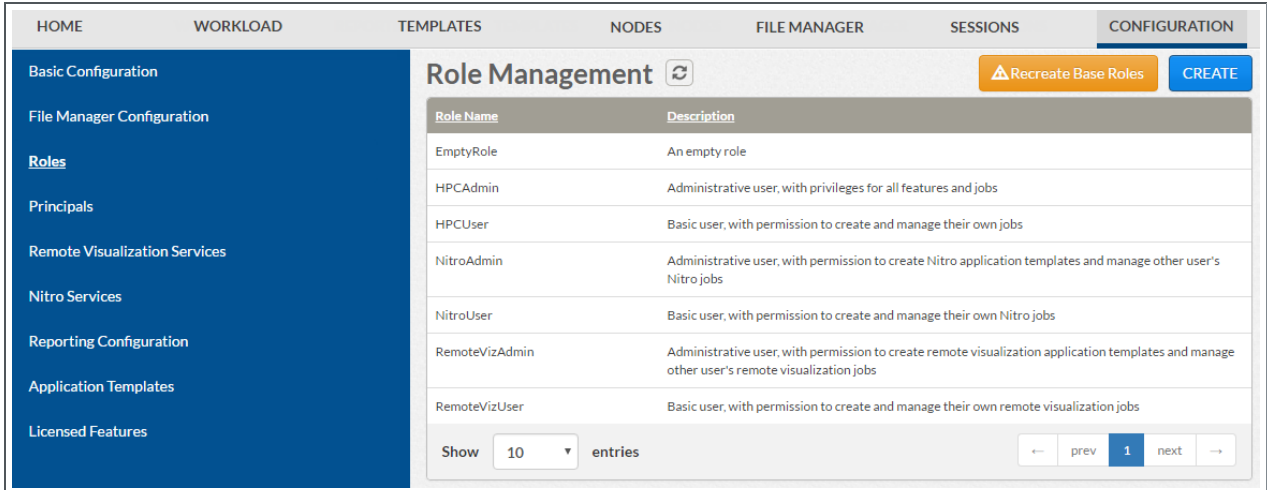 HOME WORKLOAD TEMPLATES NODES FILE MANAGER SESSIONS CONFIGURATION
Basic Configuration
File Manager Configuration
Roles
Principals
Remote Visualization Services
Nitro Services
Reporting Configuration
Application Templates
Licensed Features
Role Management Recreate Base Roles CREATE
Role Name Description
EmptyRole An empty role
HPCAdmin Administrative user, with privileges for all features and jobs
HPCUser Basic user, with permission to create and manage their own jobs
NitroAdmin Administrative user, with permission to create Nitro application templates and manage other user's
Nitro jobs
NitroUser Basic user, with permission to create and manage their own Nitro jobs
RemoteVizAdmin Administrative user, with permission to create remote visualization application templates and manage
other user's remote visualization jobs
RemoteVizUser Basic user, with permission to create and manage their own remote visualization jobs
Show 10 entries ← prev 1 next →